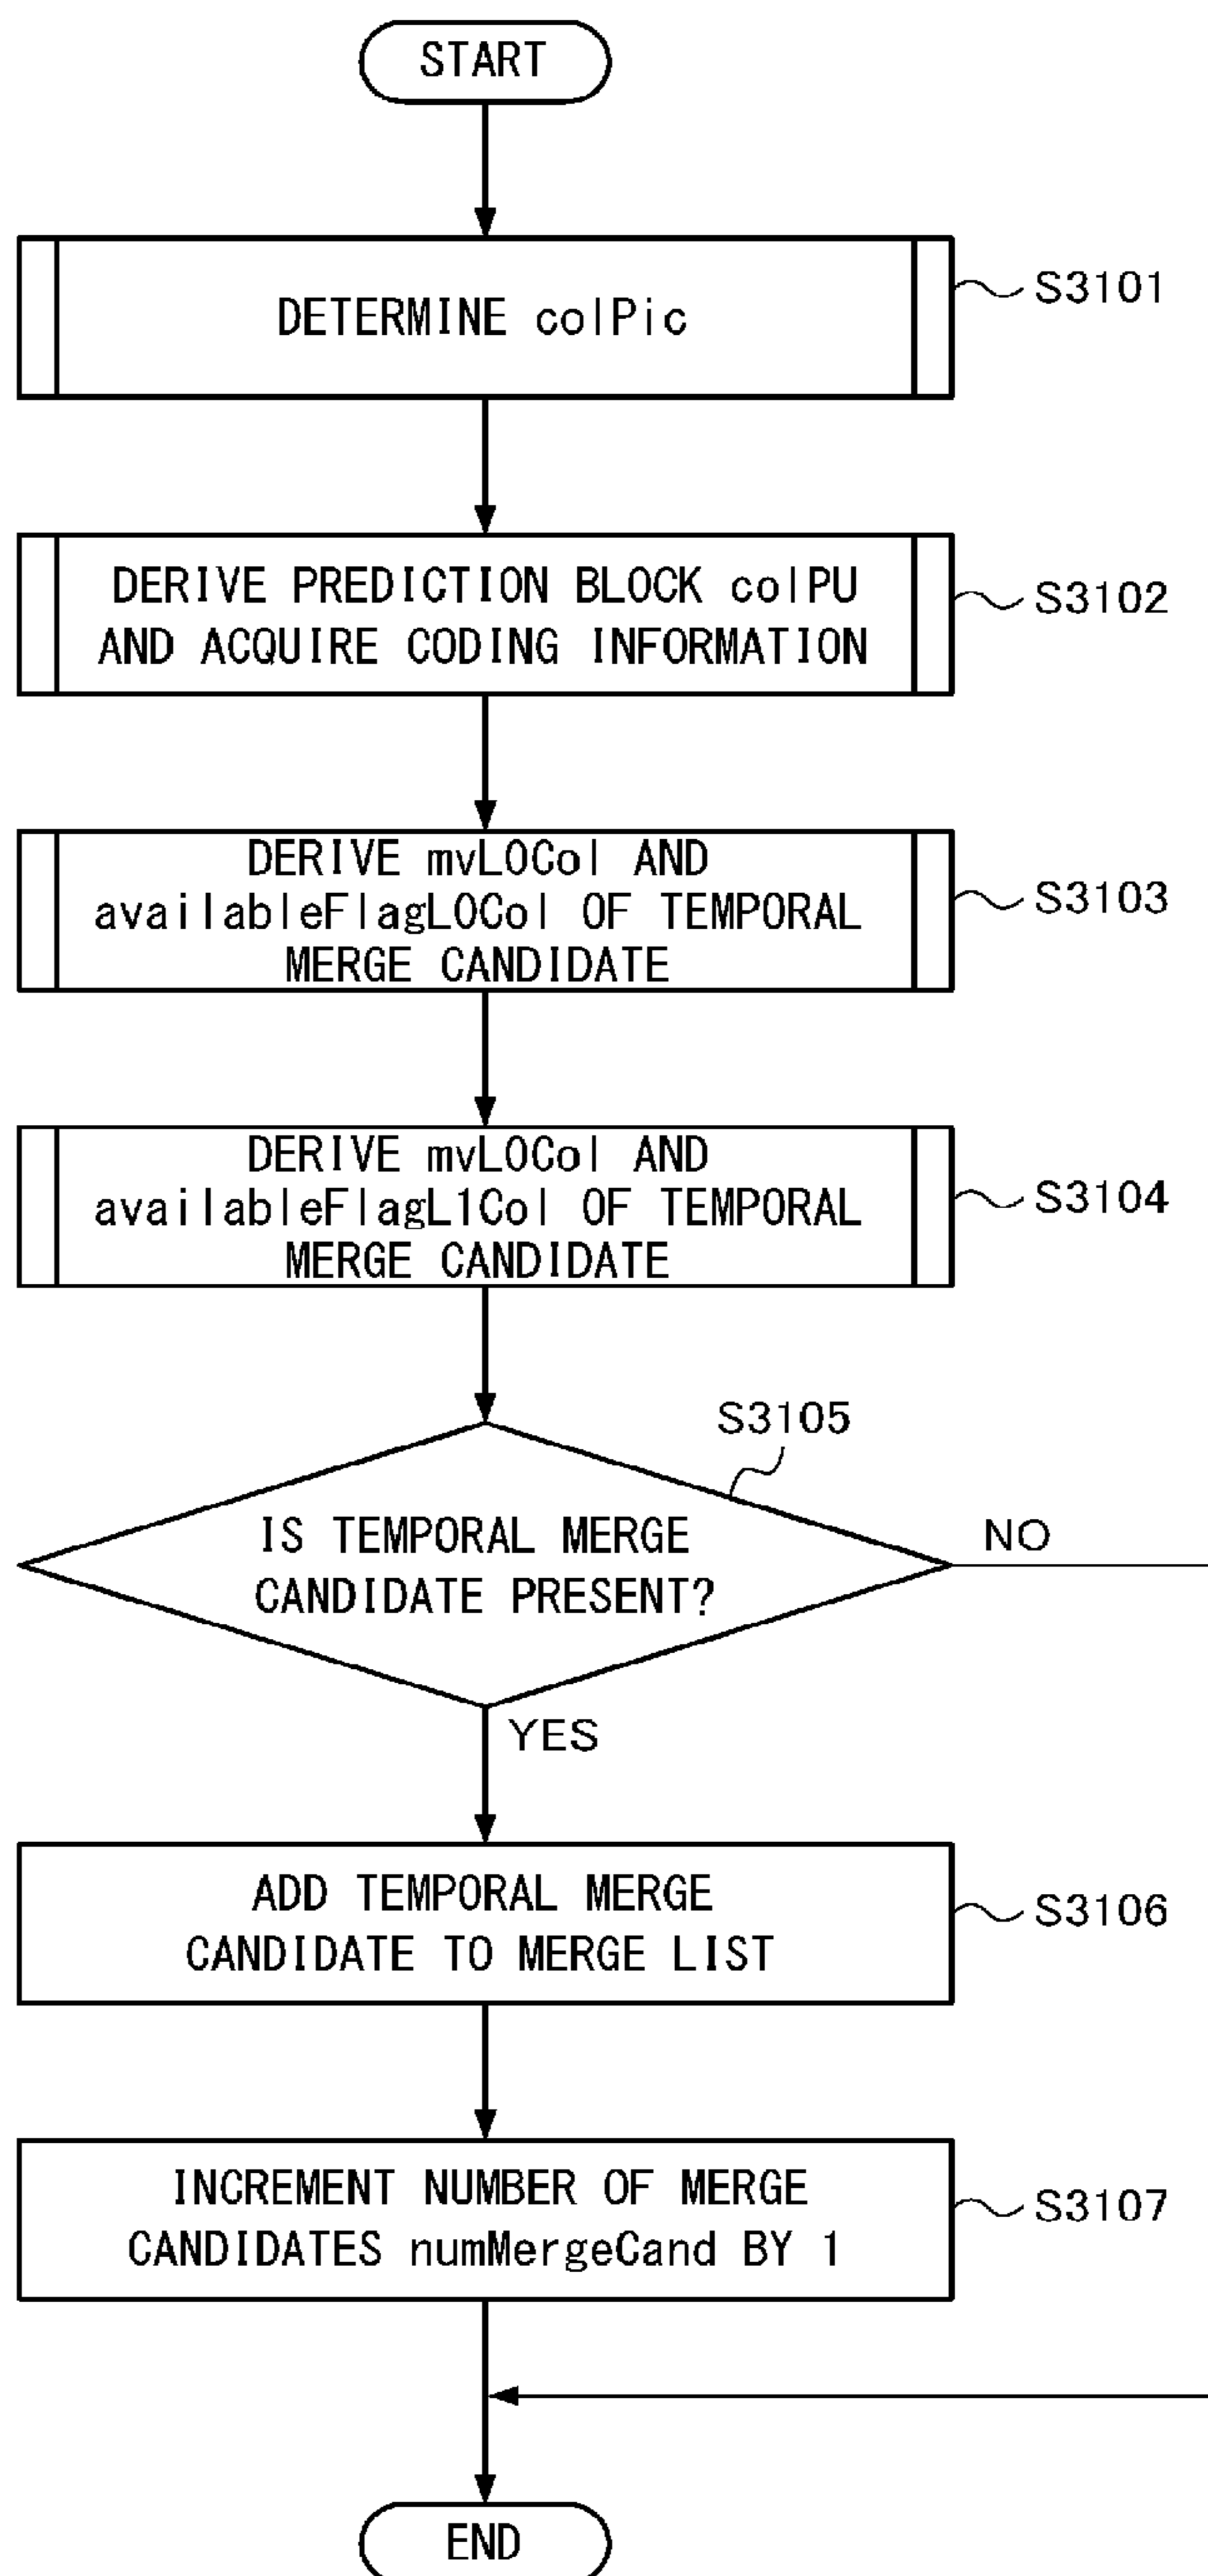 START
DETERMINE colPic
S3101
DERIVE PREDICTION BLOCK colPU
AND ACQUIRE CODING INFORMATION
S3102
DERIVE mvL0Col AND
availableFlagL0Col OF TEMPORAL
MERGE CANDIDATE
S3103
DERIVE mvL0Col AND
availableFlagL1Col OF TEMPORAL
MERGE CANDIDATE
S3104
S3105
IS TEMPORAL MERGE
CANDIDATE PRESENT?
NO
YES
ADD TEMPORAL MERGE
CANDIDATE TO MERGE LIST
S3106
INCREMENT NUMBER OF MERGE
CANDIDATES numMergeCand BY 1
S3107
END